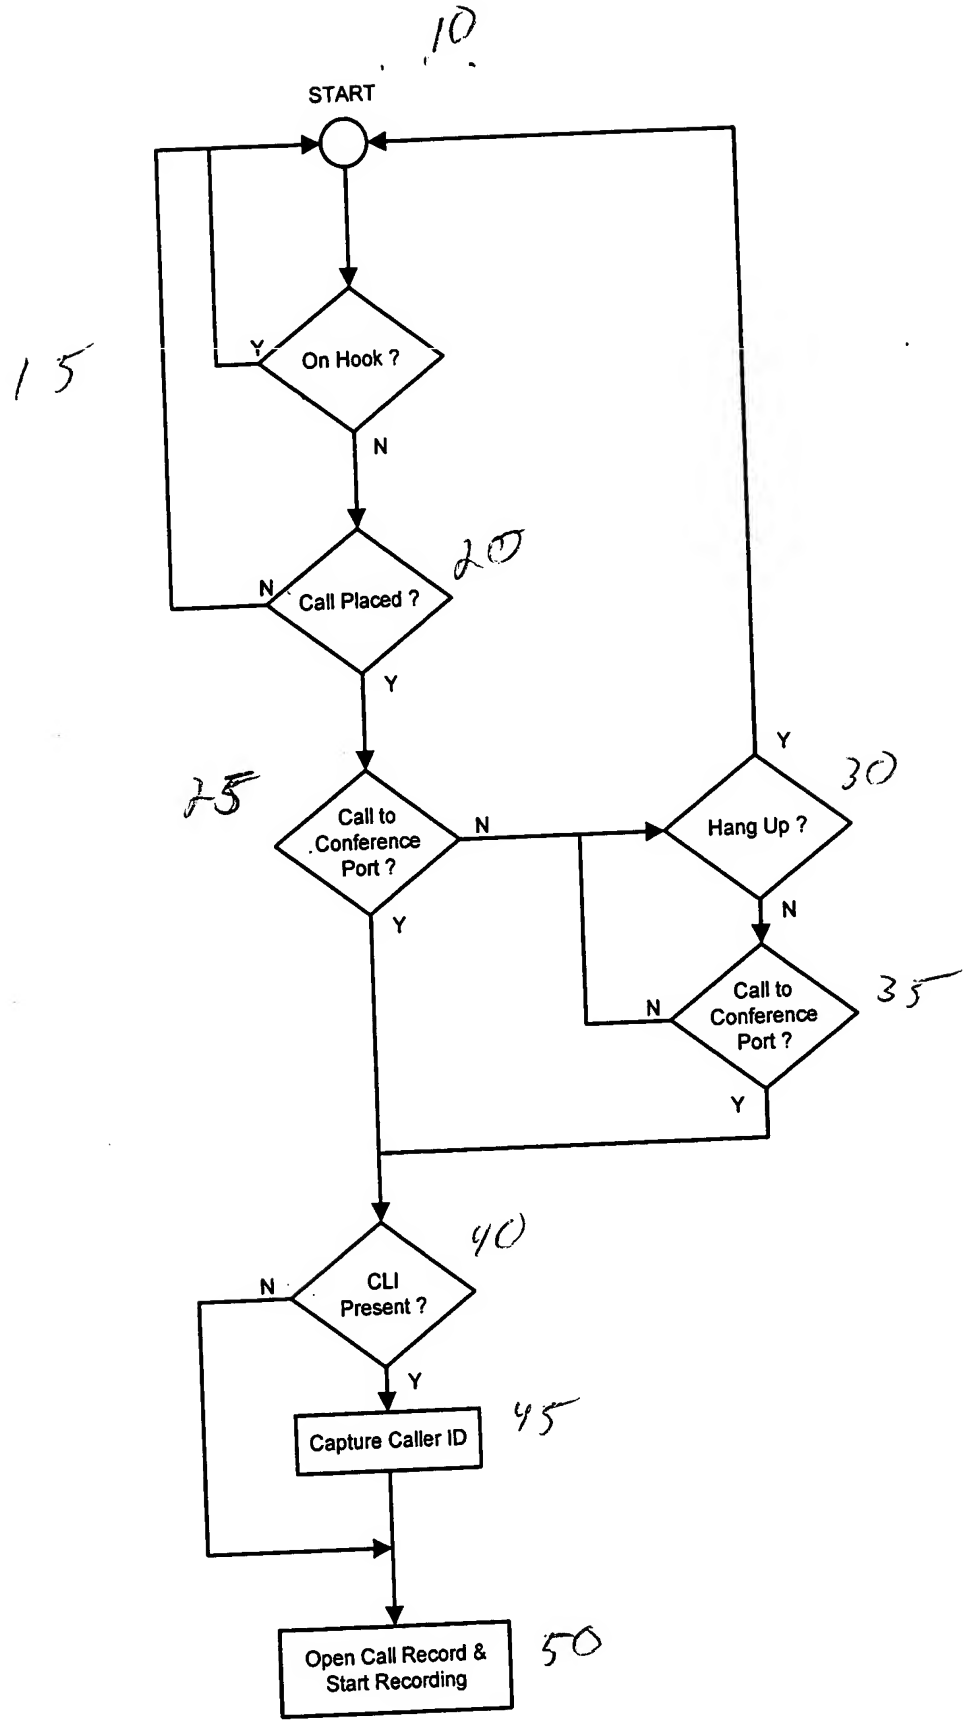 10
START
Y
On Hook ?
15
N
20
N
Call Placed ?
Y
25
Call to
Conference
Port ?
N
Y
Y
30
Hang Up ?
N
35
Call to
Conference
Port ?
N
Y
40
CLI
Present ?
N
Y
45
Capture Caller ID
50
Open Call Record &
Start Recording